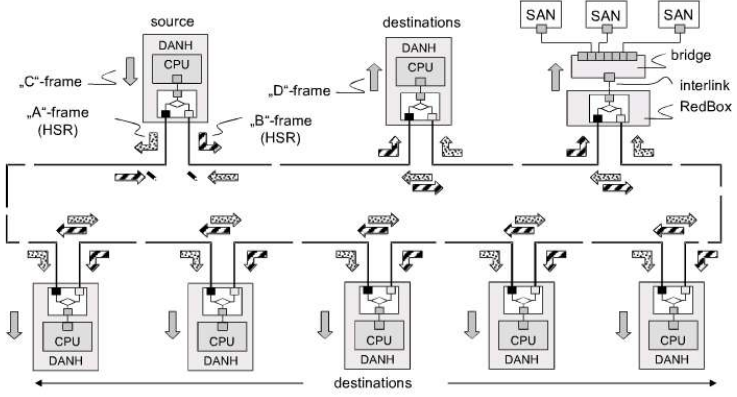 source
destinations
SAN
SAN
SAN
DANH
CPU
DANH
CPU
bridge
„C“-frame
„D“-frame
interlink
RedBox
„A“-frame
(HSR)
„B“-frame
(HSR)
CPU
DANH
CPU
DANH
CPU
DANH
CPU
DANH
CPU
DANH
destinations